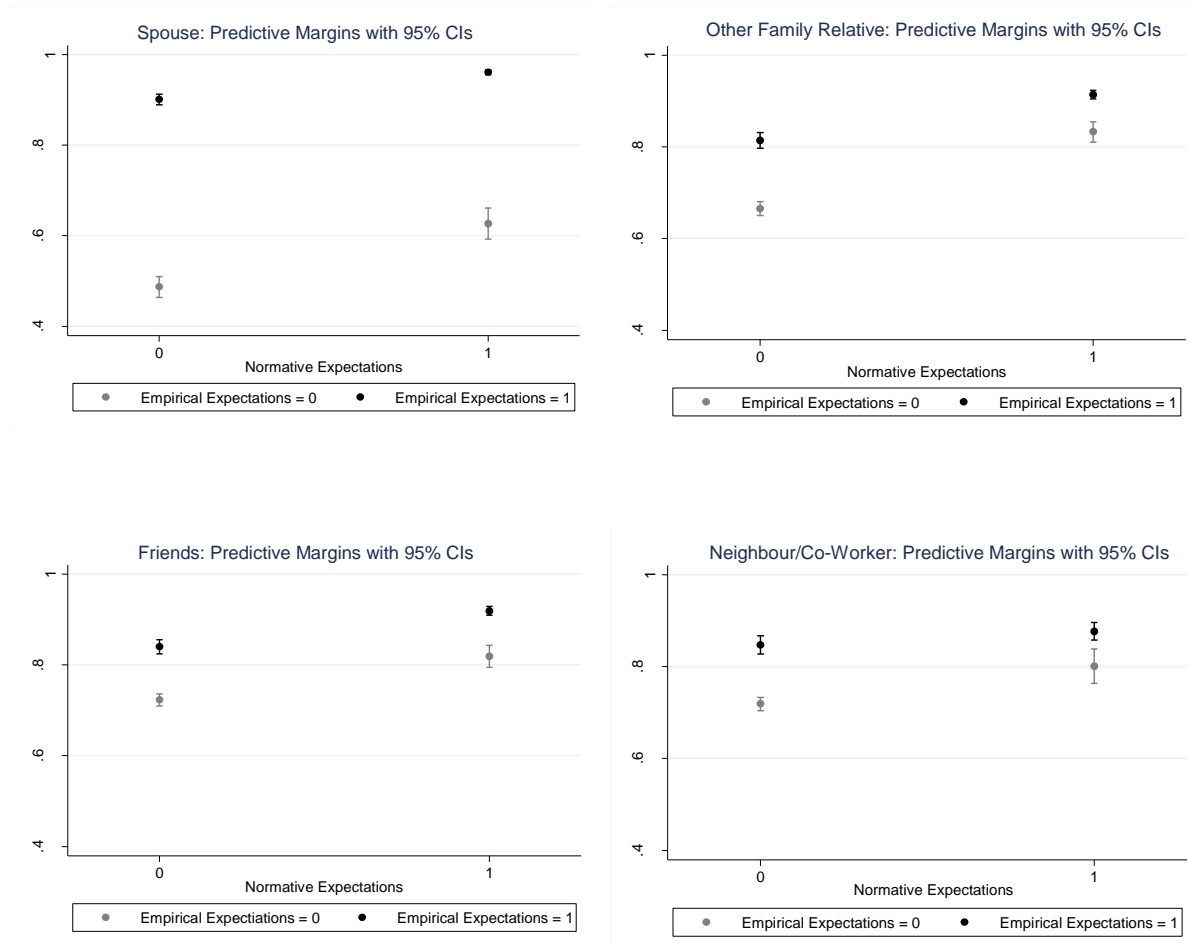 Spouse: Predictive Margins with 95% CIs
1
.8
.6
.4
0 1
Normative Expectations
Empirical Expectations = 0 Empirical Expectations = 1
Other Family Relative: Predictive Margins with 95% CIs
1
.8
.6
.4
0 1
Normative Expectations
Empirical Expectations = 0 Empirical Expectations = 1
Friends: Predictive Margins with 95% CIs
1
.8
.6
.4
0 1
Normative Expectations
Empirical Expectations = 0 Empirical Expectations = 1
Neighbour/Co-Worker: Predictive Margins with 95% CIs
1
.8
.6
.4
0 1
Normative Expectations
Empirical Expectations = 0 Empirical Expectations = 1